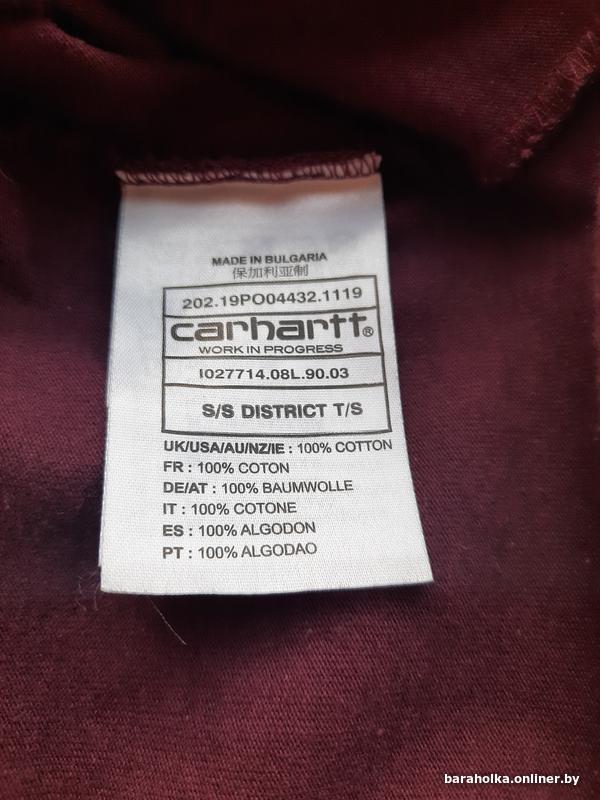 MADE IN BULGARIA
保加利亚制
202.19PO04432.1119
carhartt®
WORK IN PROGRESS
I027714.08L.90.03
S/S DISTRICT T/S
UK/USA/AU/NZ/IE : 100% COTTON
FR : 100% COTON
DE/AT : 100% BAUMWOLLE
IT : 100% COTONE
ES : 100% ALGODON
PT : 100% ALGODAO
baraholka.onliner.by